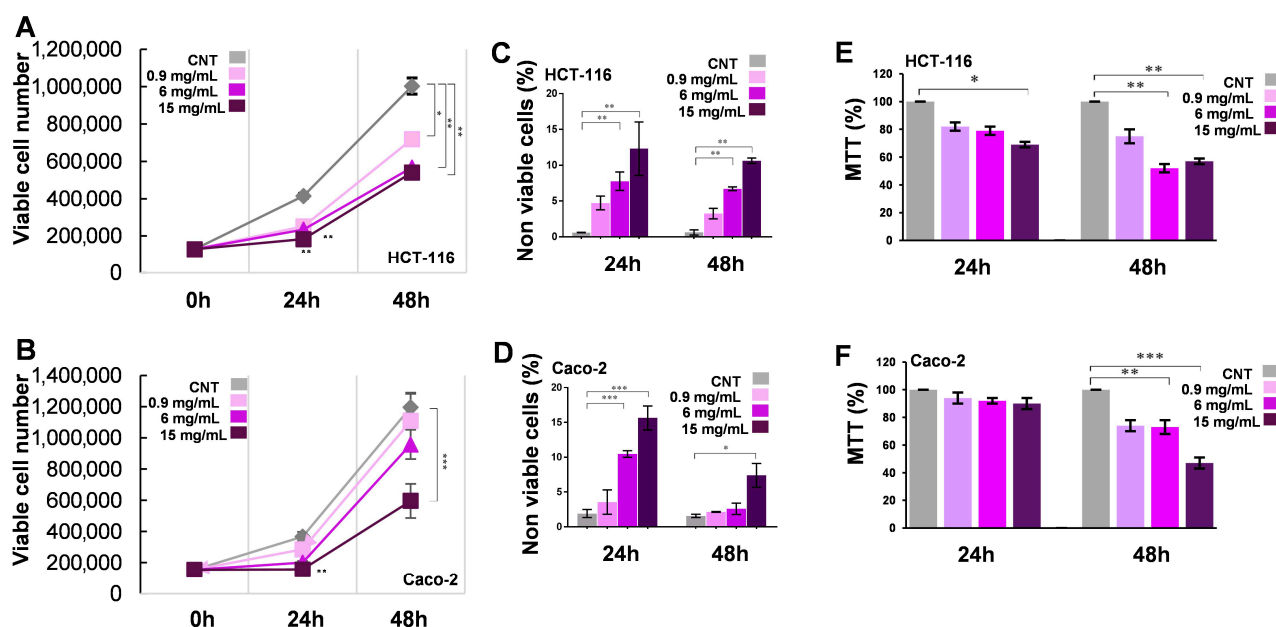 A
Viable cell number
1,200,000
1,000,000
800,000
600,000
400,000
200,000
0
CNT
0.9 mg/mL
6 mg/mL
15 mg/mL
*
**
**
**
**
HCT-116
0h 24h 48h
B
Viable cell number
1,400,000
1,200,000
1,000,000
800,000
600,000
400,000
200,000
0
CNT
0.9 mg/mL
6 mg/mL
15 mg/mL
***
**
Caco-2
0h 24h 48h
C
Non viable cells (%)
HCT-116
20
15
10
5
0
CNT
0.9 mg/mL
6 mg/mL
15 mg/mL
**
**
**
**
24h 48h
D
Non viable cells (%)
Caco-2
20
15
10
5
0
CNT
0.9 mg/mL
6 mg/mL
15 mg/mL
***
***
*
24h 48h
E
MTT (%)
HCT-116
120
100
80
60
40
20
0
*
**
**
CNT
0.9 mg/mL
6 mg/mL
15 mg/mL
24h 48h
F
MTT (%)
Caco-2
120
100
80
60
40
20
0
***
**
CNT
0.9 mg/mL
6 mg/mL
15 mg/mL
24h 48h